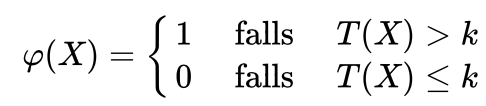 φ(X) = { 1 falls T(X) > k
0 falls T(X) ≤ k